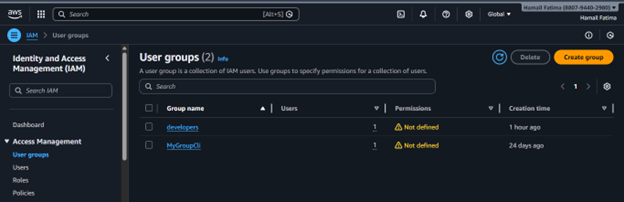 aws Search [Alt+S] Global Hamail Fatima (8807-9440-2980)
Hamail Fatima
IAM > User groups
Identity and Access Management (IAM)
Search IAM
Dashboard
Access Management
User groups
Users
Roles
Policies
User groups (2) Info
A user group is a collection of IAM users. Use groups to specify permissions for a collection of users.
Delete
Create group
Search
1
Group name Users Permissions Creation time
developers 1 Not defined 1 hour ago
MyGroupCli 1 Not defined 24 days ago